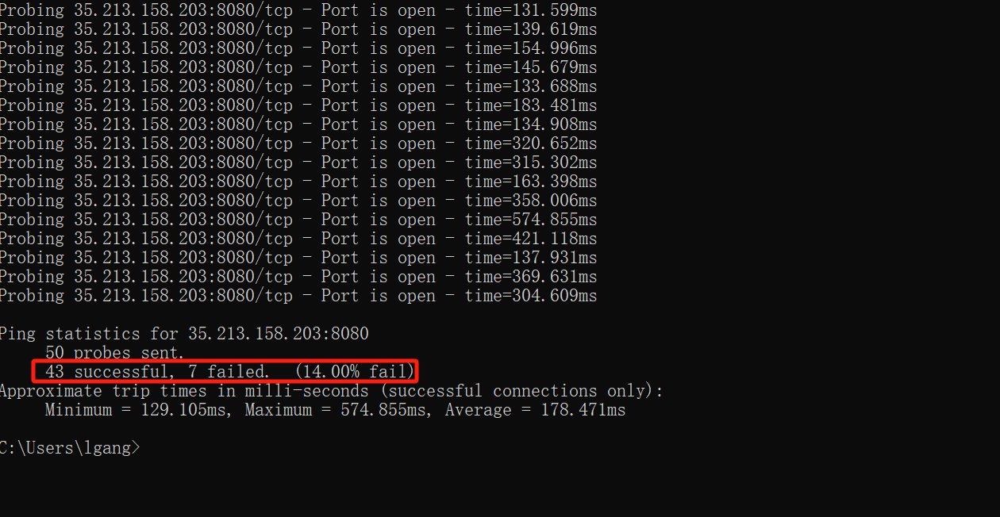 Probing 35.213.158.203:8080/tcp - Port is open - time=131.599ms
Probing 35.213.158.203:8080/tcp - Port is open - time=139.619ms
Probing 35.213.158.203:8080/tcp - Port is open - time=154.996ms
Probing 35.213.158.203:8080/tcp - Port is open - time=145.679ms
Probing 35.213.158.203:8080/tcp - Port is open - time=133.688ms
Probing 35.213.158.203:8080/tcp - Port is open - time=183.481ms
Probing 35.213.158.203:8080/tcp - Port is open - time=134.908ms
Probing 35.213.158.203:8080/tcp - Port is open - time=320.652ms
Probing 35.213.158.203:8080/tcp - Port is open - time=315.302ms
Probing 35.213.158.203:8080/tcp - Port is open - time=163.398ms
Probing 35.213.158.203:8080/tcp - Port is open - time=358.006ms
Probing 35.213.158.203:8080/tcp - Port is open - time=574.855ms
Probing 35.213.158.203:8080/tcp - Port is open - time=421.118ms
Probing 35.213.158.203:8080/tcp - Port is open - time=137.931ms
Probing 35.213.158.203:8080/tcp - Port is open - time=369.631ms
Probing 35.213.158.203:8080/tcp - Port is open - time=304.609ms
Ping statistics for 35.213.158.203:8080
50 probes sent.
43 successful, 7 failed. (14.00% fail)
Approximate trip times in milli-seconds (successful connections only):
Minimum = 129.105ms, Maximum = 574.855ms, Average = 178.471ms
C:\Users\lgang>